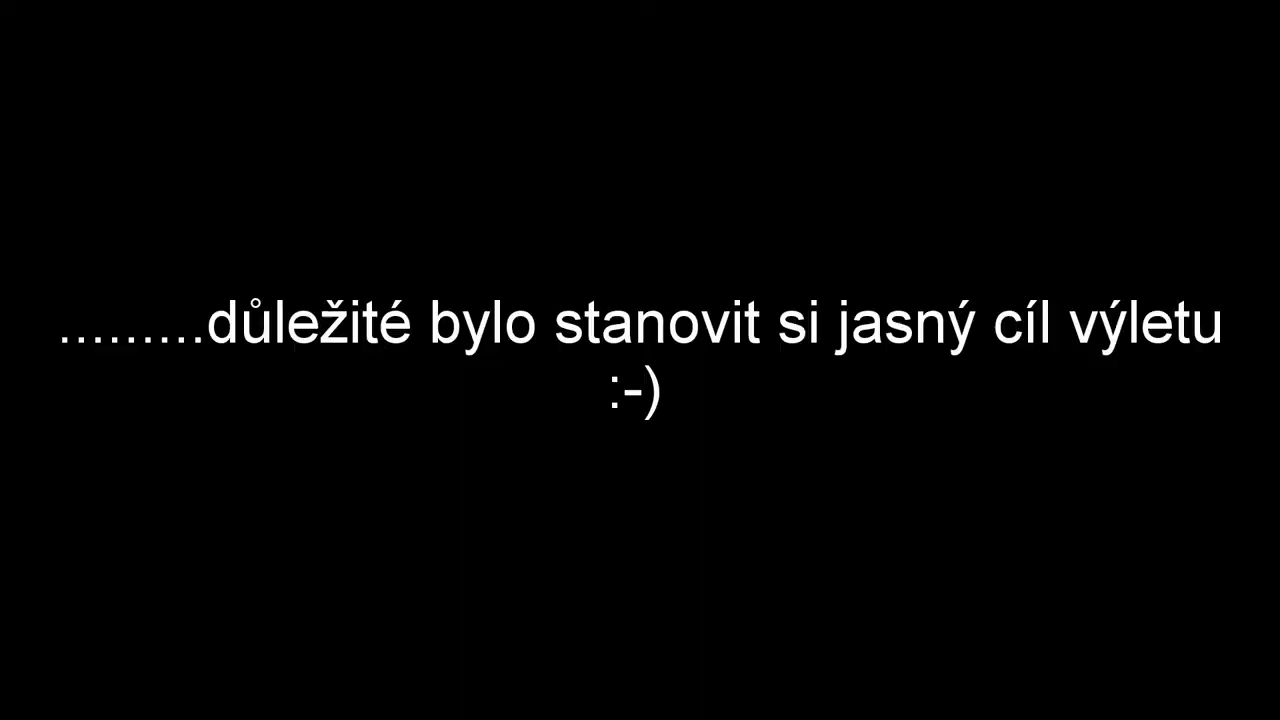 .........důležité bylo stanovit si jasný cíl výletu
:-)